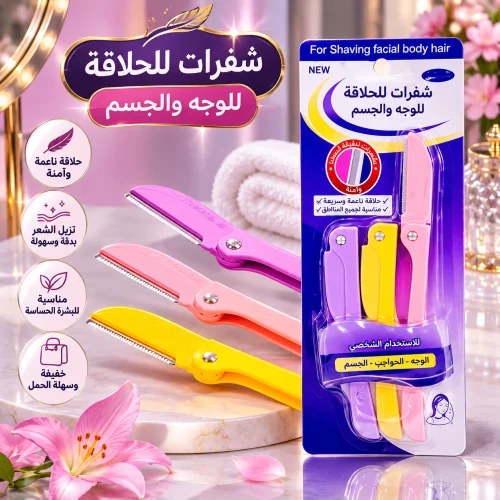 شفرات للحلاقة
للوجه والجسم
حلاقة ناعمة
وآمنة
تزيل الشعر
بدقة وسهولة
مناسبة
للبشرة الحساسة
خفيفة
وسهلة الحمل
For Shaving facial body hair
NEW
شفرات للحلاقة
للوجه والجسم
وآمنة
✓ حلاقة ناعمة وسريعة
✓ مناسبة لجميع المناطق
للاستخدام الشخصي
الوجه - الحواجب - الجسم